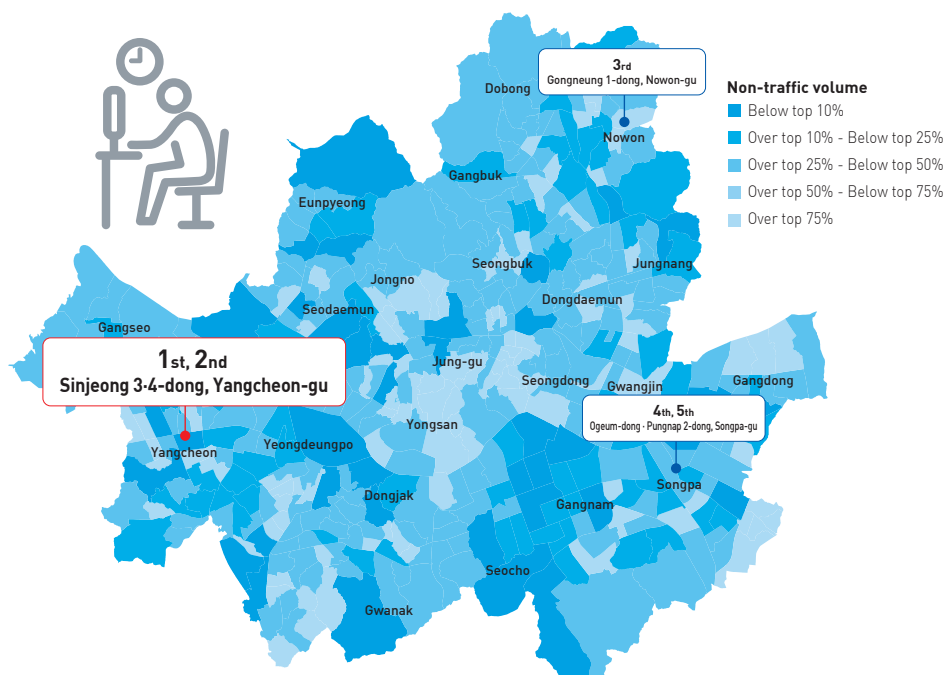 3rd
Gongneung 1-dong, Nowon-gu
Dobong
Non-traffic volume
Below top 10%
Over top 10% - Below top 25%
Over top 25% - Below top 50%
Over top 50% - Below top 75%
Over top 75%
Nowon
Gangbuk
Eunpyeong
Seongbuk
Jungnang
Jongno
Dongdaemun
Seodaemun
Gangseo
1st, 2nd
Sinjeong 3·4-dong, Yangcheon-gu
Jung-gu
Seongdong
Gwangjin
Gangdong
4th, 5th
Ogeum-dong · Pungnap 2-dong, Songpa-gu
Yongsan
Yeongdeungpo
Yangcheon
Songpa
Dongjak
Gangnam
Seocho
Gwanak